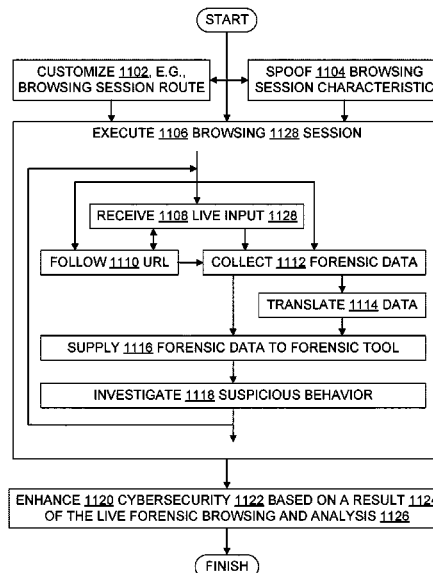 START
CUSTOMIZE 1102, E.G.,
BROWSING SESSION ROUTE
SPOOF 1104 BROWSING
SESSION CHARACTERISTIC
EXECUTE 1106 BROWSING 1128 SESSION
RECEIVE 1108 LIVE INPUT 1128
FOLLOW 1110 URL
COLLECT 1112 FORENSIC DATA
TRANSLATE 1114 DATA
SUPPLY 1116 FORENSIC DATA TO FORENSIC TOOL
INVESTIGATE 1118 SUSPICIOUS BEHAVIOR
ENHANCE 1120 CYBERSECURITY 1122 BASED ON A RESULT 1124
OF THE LIVE FORENSIC BROWSING AND ANALYSIS 1126
FINISH